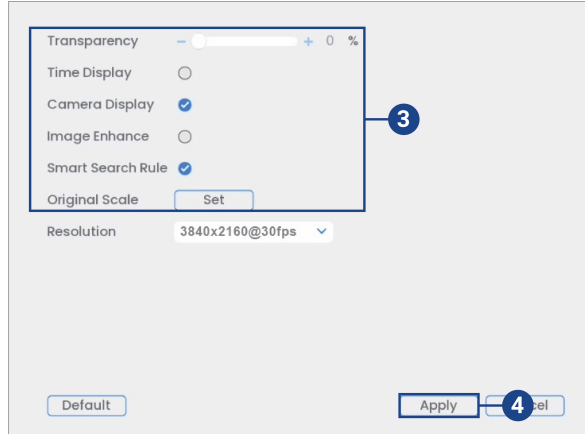 Transparency - + 0 %
Time Display
Camera Display
3
Image Enhance
Smart Search Rule
Original Scale Set
Resolution 3840x2160@30fps
Default Apply 4 el